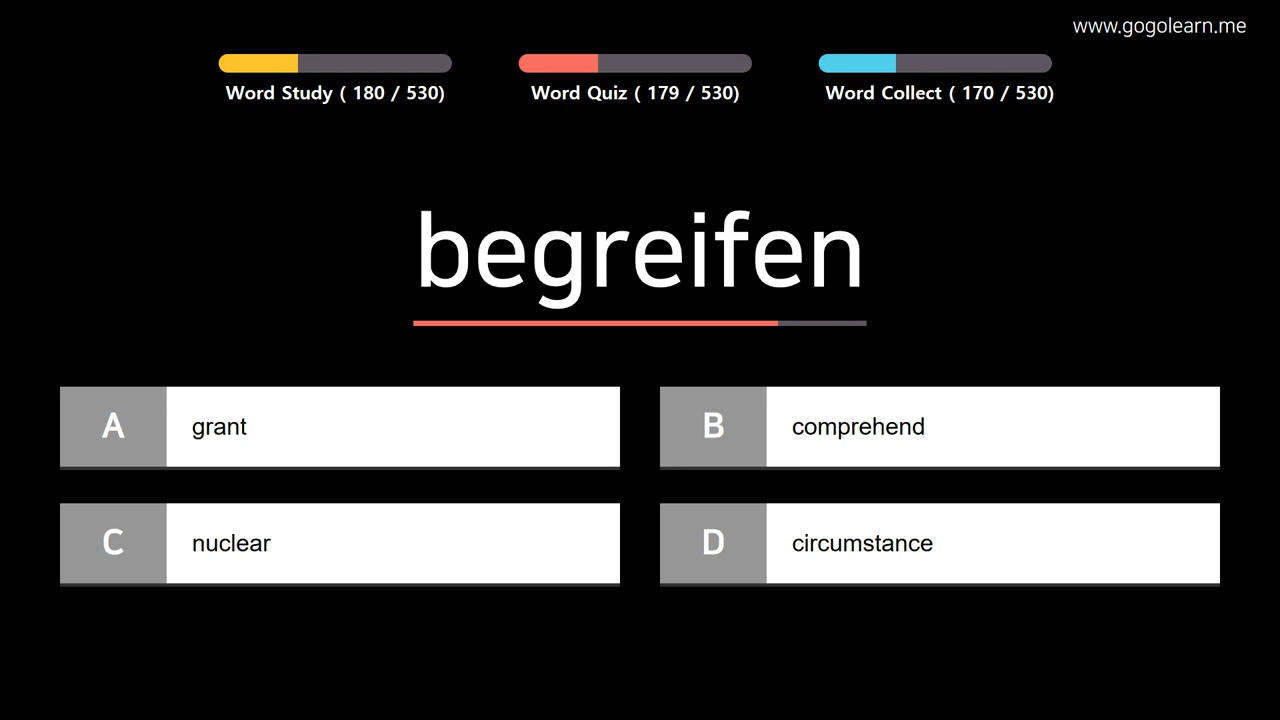 www.gogolearn.me
Word Study ( 180 / 530)
Word Quiz ( 179 / 530)
Word Collect ( 170 / 530)
begreifen
A grant
B comprehend
C nuclear
D circumstance